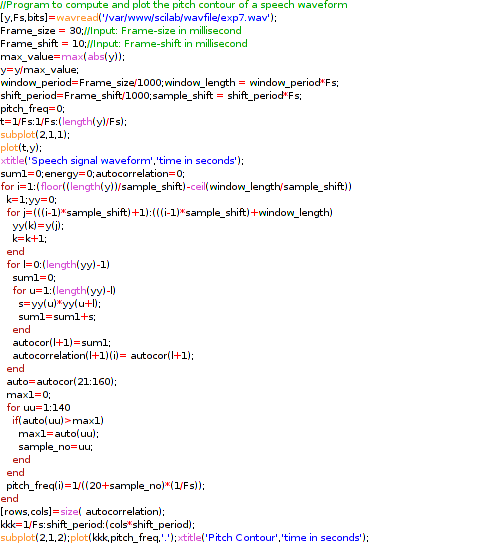 //Program to compute and plot the pitch contour of a speech waveform
[y,Fs,bits]=wavread('/var/www/scilab/wavfile/exp7.wav');
Frame_size = 30;//Input: Frame-size in millisecond
Frame_shift = 10;//Input: Frame-shift in millisecond
max_value=max(abs(y));
y=y/max_value;
window_period=Frame_size/1000;window_length = window_period*Fs;
shift_period=Frame_shift/1000;sample_shift = shift_period*Fs;
pitch_freq=0;
t=1/Fs:1/Fs:(length(y)/Fs);
subplot(2,1,1);
plot(t,y);
xtitle('Speech signal waveform','time in seconds');
sum1=0;energy=0;autocorrelation=0;
for i=1:(floor((length(y))/sample_shift)-ceil(window_length/sample_shift))
k=1;yy=0;
for j=(((i-1)*sample_shift)+1):(((i-1)*sample_shift)+window_length)
yy(k)=y(j);
k=k+1;
end
for l=0:(length(yy)-1)
sum1=0;
for u=1:(length(yy)-l)
s=yy(u)*yy(u+l);
sum1=sum1+s;
end
autocor(l+1)=sum1;
autocorrelation(l+1)(i)= autocor(l+1);
end
auto=autocor(21:160);
max1=0;
for uu=1:140
if(auto(uu)>max1)
max1=auto(uu);
sample_no=uu;
end
end
pitch_freq(i)=1/((20+sample_no)*(1/Fs));
end
[rows,cols]=size( autocorrelation);
kkk=1/Fs:shift_period:(cols*shift_period);
subplot(2,1,2);plot(kkk,pitch_freq,'.');xtitle('Pitch Contour','time in seconds');